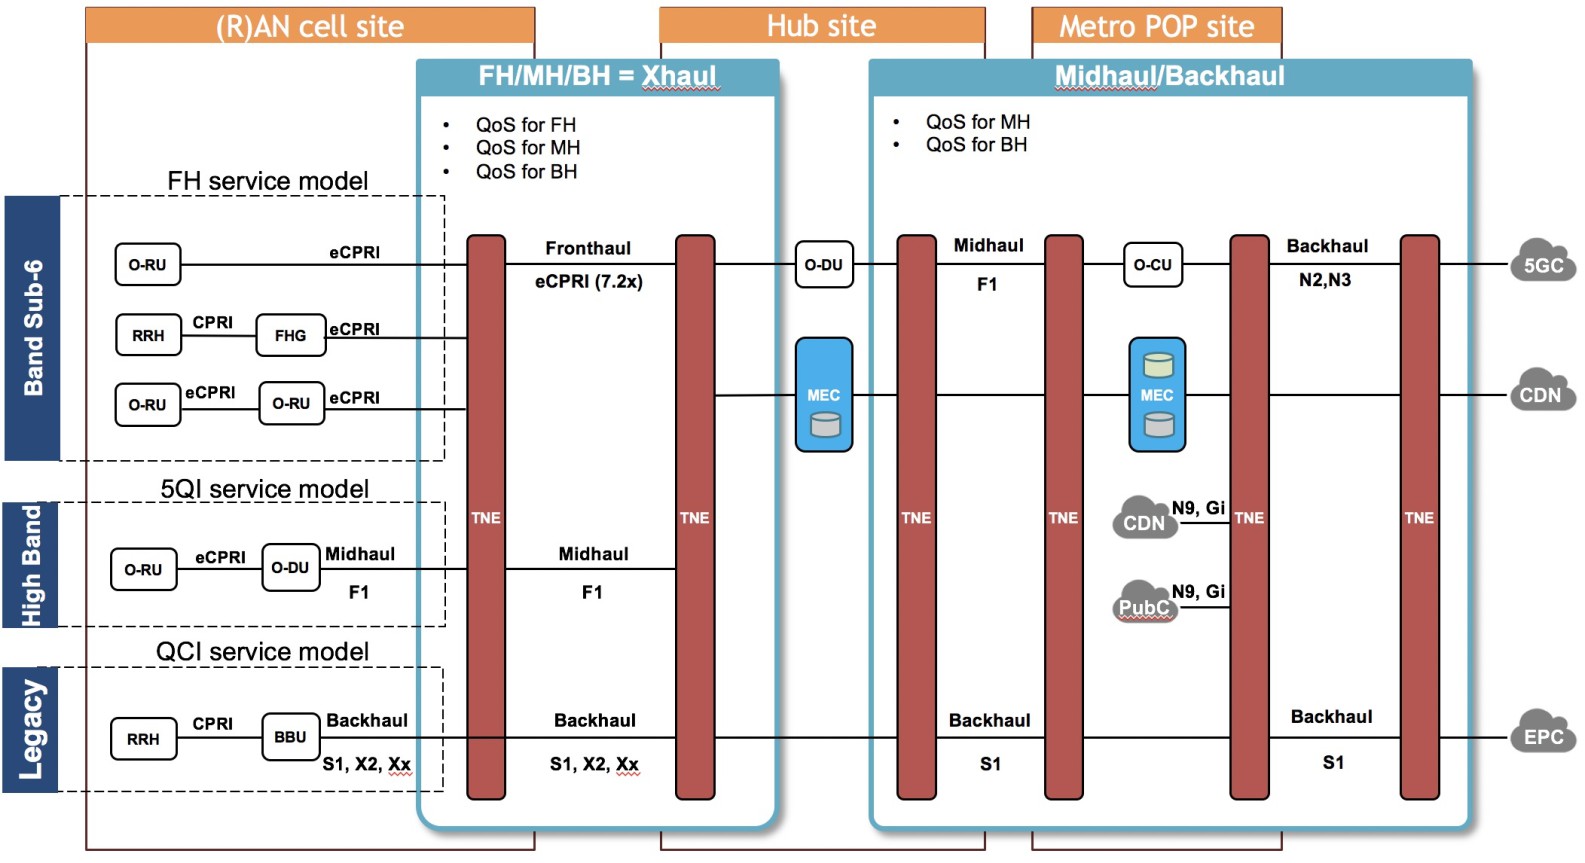 (R)AN cell site
Hub site
Metro POP site
FH/MH/BH = Xhaul
Midhaul/Backhaul
• QoS for FH
• QoS for MH
• QoS for BH
• QoS for MH
• QoS for BH
FH service model
Band Sub-6
O-RU
eCPRI
Fronthaul
eCPRI (7.2x)
O-DU
Midhaul
F1
O-CU
Backhaul
N2,N3
5GC
RRH
CPRI
FHG
eCPRI
O-RU
eCPRI
O-RU
eCPRI
MEC
MEC
CDN
5QI service model
High Band
TNE
TNE
TNE
TNE
TNE
TNE
CDN
N9, Gi
O-RU
eCPRI
O-DU
Midhaul
F1
Midhaul
F1
PubC
N9, Gi
QCI service model
Legacy
RRH
CPRI
BBU
Backhaul
S1, X2, Xx
Backhaul
S1, X2, Xx
Backhaul
S1
Backhaul
S1
EPC